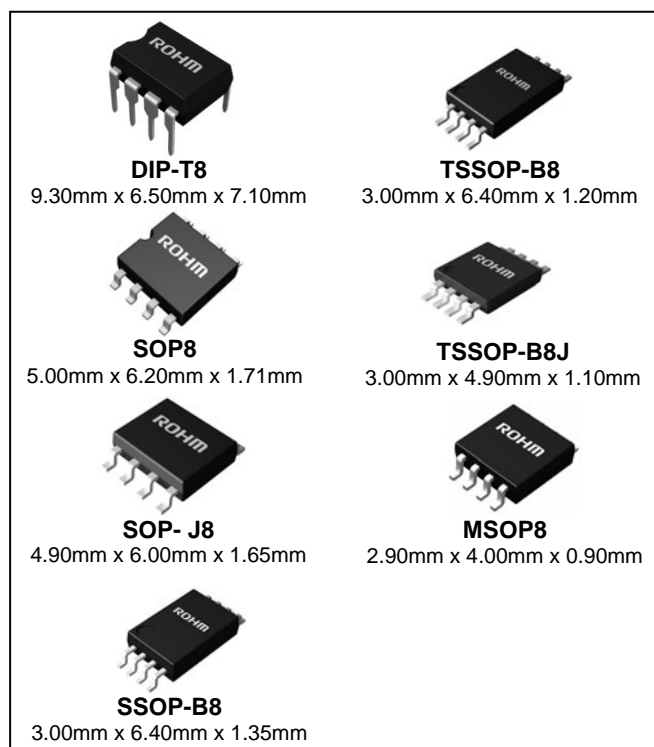 ROHM
DIP-T8
9.30mm x 6.50mm x 7.10mm
ROHM
TSSOP-B8
3.00mm x 6.40mm x 1.20mm
ROHM
SOP8
5.00mm x 6.20mm x 1.71mm
ROHM
TSSOP-B8J
3.00mm x 4.90mm x 1.10mm
ROHM
SOP- J8
4.90mm x 6.00mm x 1.65mm
ROHM
MSOP8
2.90mm x 4.00mm x 0.90mm
ROHM
SSOP-B8
3.00mm x 6.40mm x 1.35mm